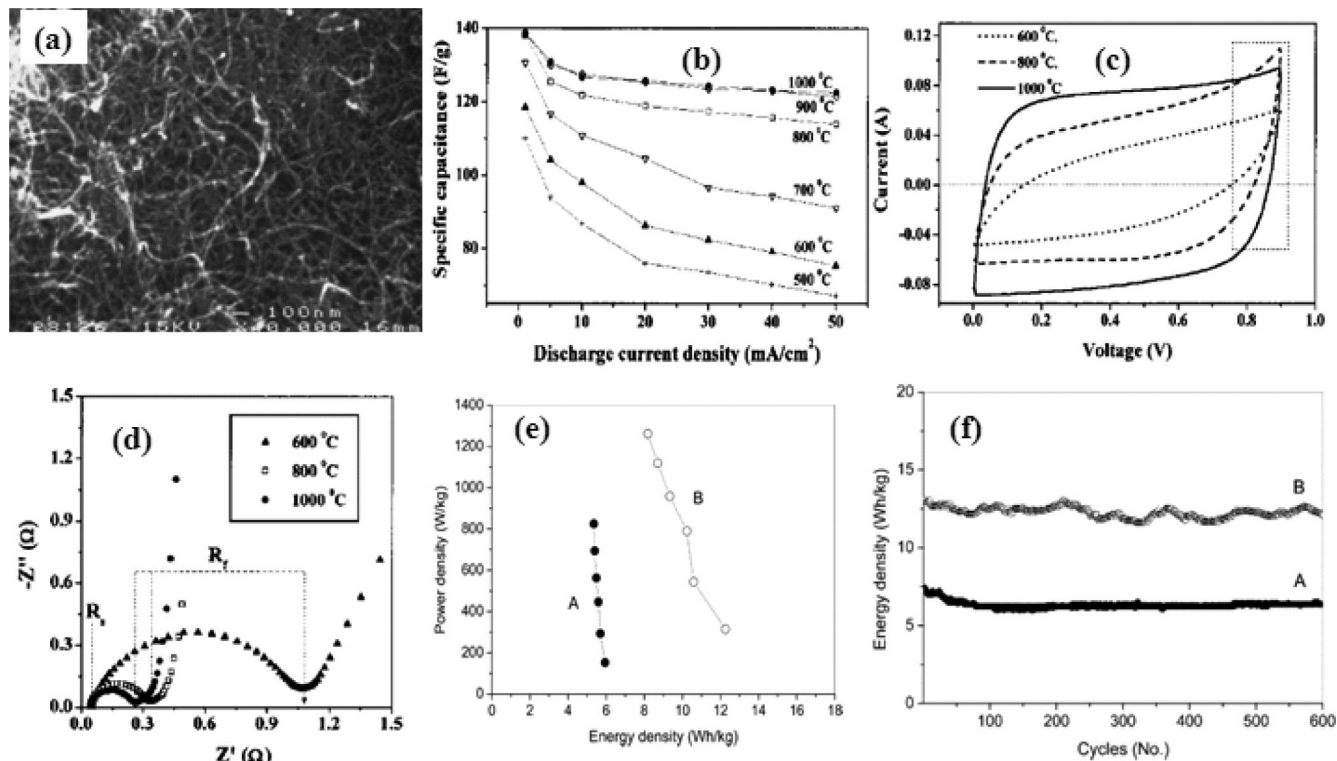 (a)
100nm
15KV
16mm
(b)
Specific capacitance (F/g)
140
120
100
80
1000 °C
900 °C
800 °C
700 °C
600 °C
500 °C
0 10 20 30 40 50
Discharge current density (mA/cm²)
(c)
Current (A)
0.12
0.08
0.04
0.00
-0.04
-0.08
600 °C,
800 °C,
1000 °C
0.0 0.2 0.4 0.6 0.8 1.0
Voltage (V)
(d)
-Z'' (Ω)
1.5
1.2
0.9
0.6
0.3
0.0
600 °C
800 °C
1000 °C
Rs
Rf
0.0 0.3 0.6 0.9 1.2 1.5
Z' (Ω)
(e)
Power density (W/kg)
1400
1200
1000
800
600
400
200
0
A
B
0 2 4 6 8 10 12 14 16 18
Energy density (Wh/kg)
(f)
Energy density (Wh/kg)
20
15
10
5
0
B
A
100 200 300 400 500 600
Cycles (No.)